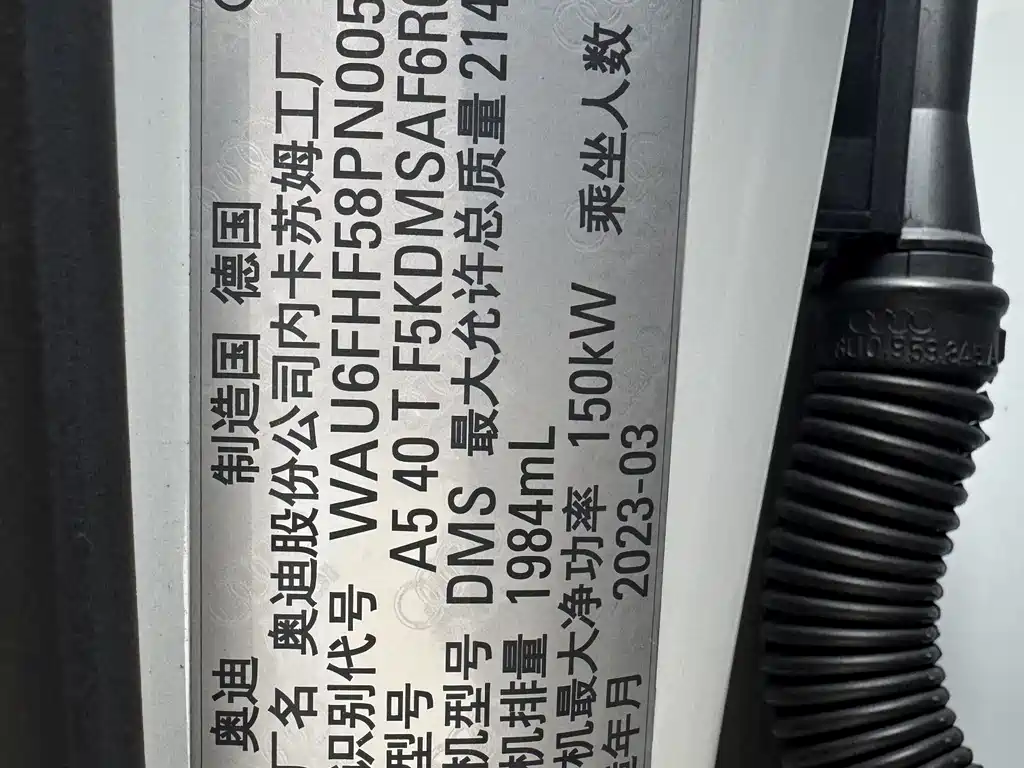 奥迪 制造国 德国
厂名 奥迪股份公司内卡苏姆工厂
识别代号 WAU6FHF58PN005
型号 A5 40 T F5KDMSAF6R0
机型号 DMS 最大允许总质量 214
机排量 1984mL
机最大净功率 150kW 乘坐人数
造年月 2023-03